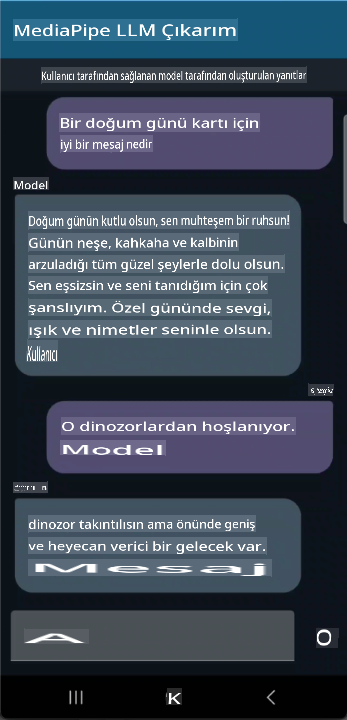 MediaPipe LLM Çıkarım
Kullanıcı tarafından sağlanan model tarafından oluşturulan yanıtlar
Bir doğum günü kartı için
iyi bir mesaj nedir
Model
Doğum günün kutlu olsun, sen muhteşem bir ruhsun!
Günün neşe, kahkaha ve kalbinin
arzuladığı tüm güzel şeylerle dolu olsun.
Sen eşsizsin ve seni tanıdığım için çok
şanslıyım. Özel gününde sevgi,
ışık ve nimetler seninle olsun.
Kullanıcı
O dinozorlardan hoşlanıyor.
Model
dinozor takıntılısın ama önünde geniş
ve heyecan verici bir gelecek var.
Mesaj
A
O
K